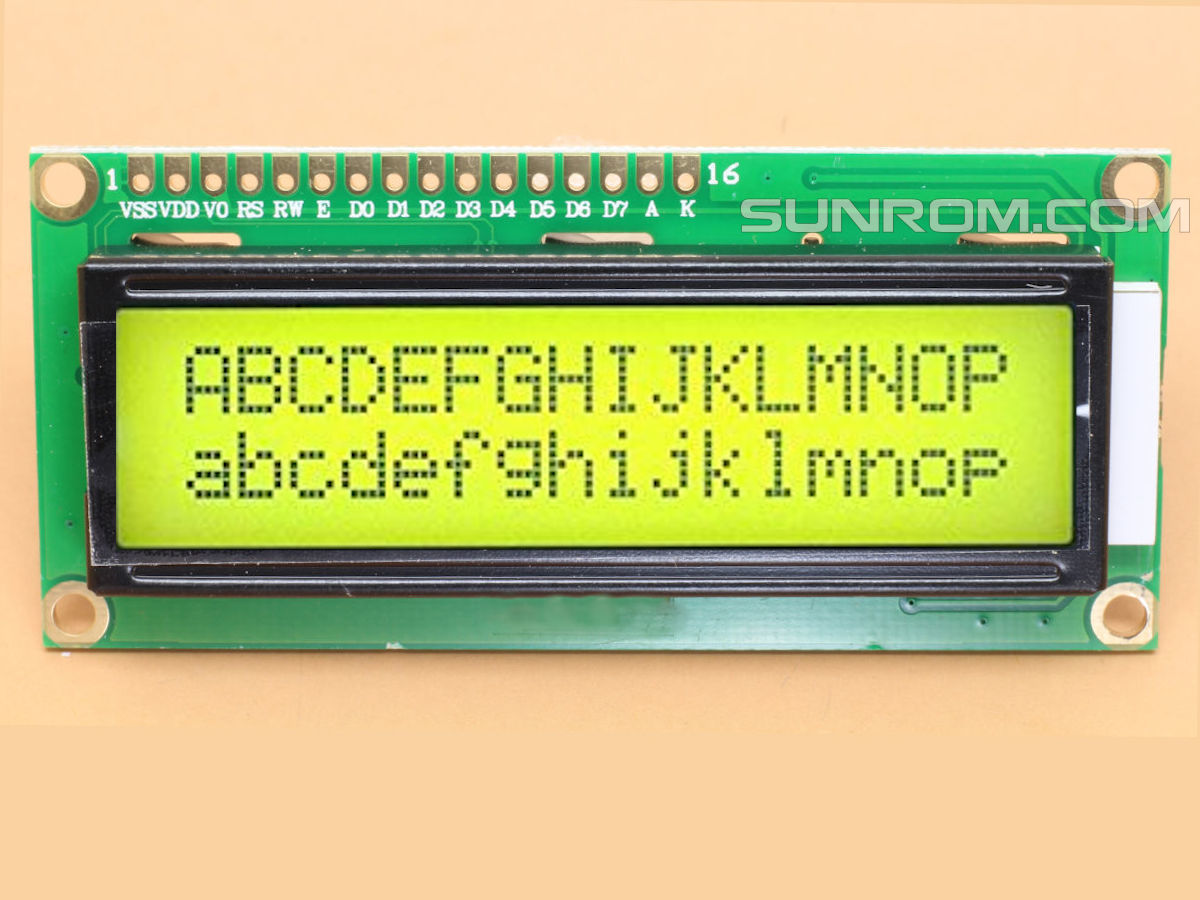 1 16
VSS VDD V0 RS RW E D0 D1 D2 D3 D4 D5 D6 D7 A K
SUNROM.COM
ABCDEFGHIJKLMNOP
abcdefghijklmnop